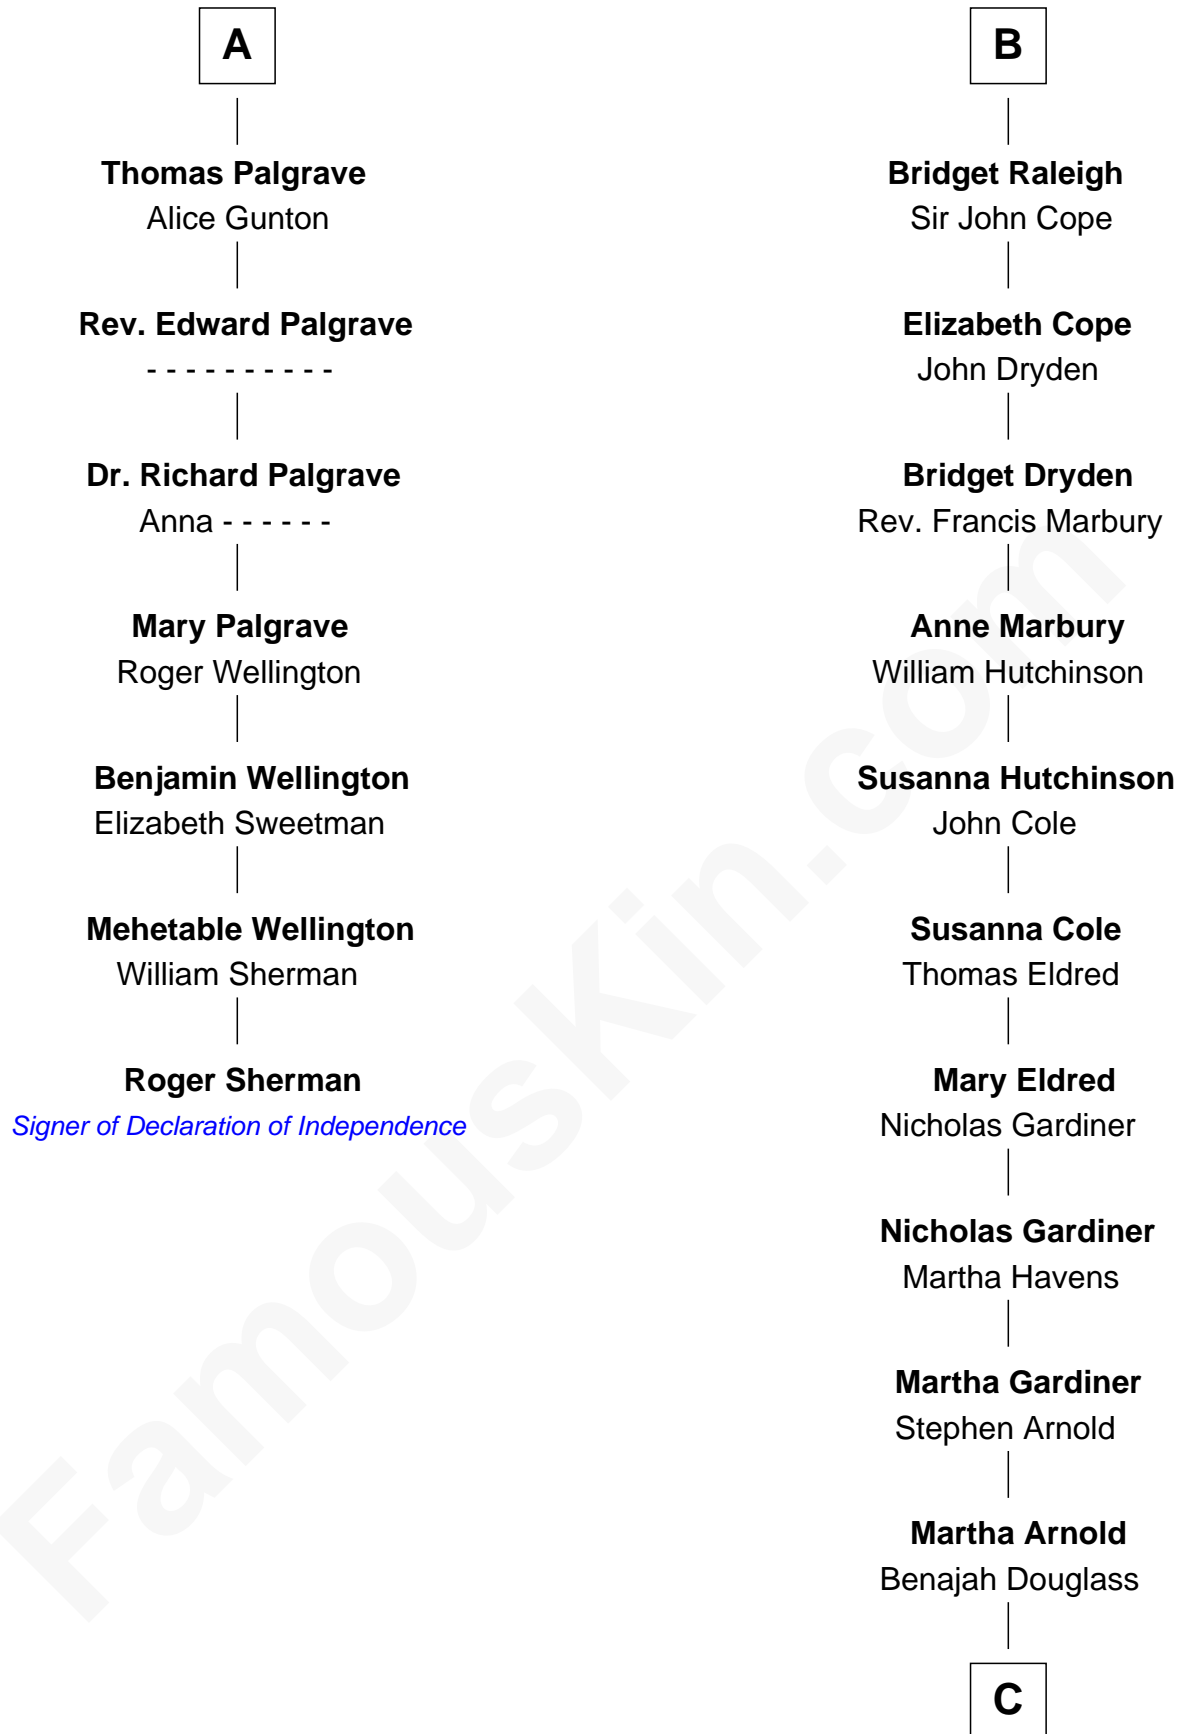 A
Thomas Palgrave
Alice Gunton
Rev. Edward Palgrave
- - - - - - - - - -
Dr. Richard Palgrave
Anna - - - - - -
Mary Palgrave
Roger Wellington
Benjamin Wellington
Elizabeth Sweetman
Mehetable Wellington
William Sherman
Roger Sherman
Signer of Declaration of Independence
B
Bridget Raleigh
Sir John Cope
Elizabeth Cope
John Dryden
Bridget Dryden
Rev. Francis Marbury
Anne Marbury
William Hutchinson
Susanna Hutchinson
John Cole
Susanna Cole
Thomas Eldred
Mary Eldred
Nicholas Gardiner
Nicholas Gardiner
Martha Havens
Martha Gardiner
Stephen Arnold
Martha Arnold
Benajah Douglass
C
FamousKin.com